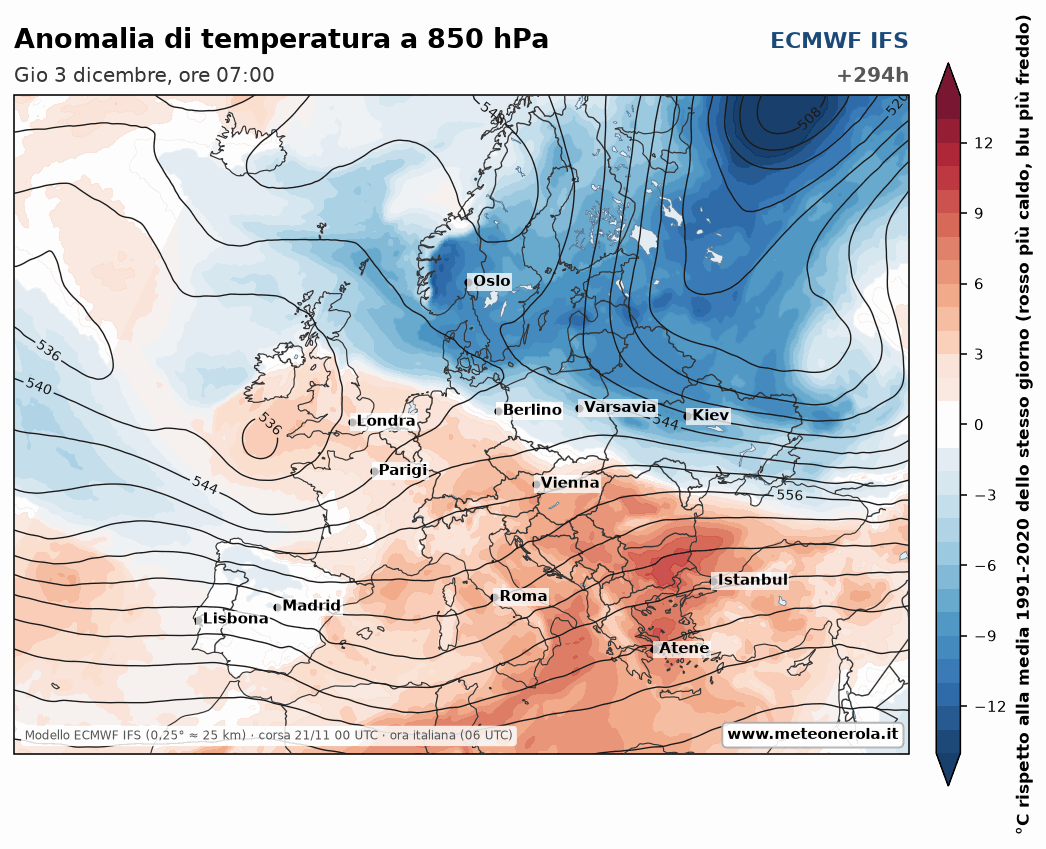 Anomalia di temperatura a 850 hPa
ECMWF IFS
Gio 3 dicembre, ore 07:00
+294h
508
520
536
540
544
536
544
556
Oslo
Berlino
Varsavia
Kiev
Londra
Parigi
Vienna
Istanbul
Roma
Madrid
Lisbona
Atene
Modello ECMWF IFS (0,25° ≈ 25 km) · corsa 21/11 00 UTC · ora italiana (06 UTC)
www.meteonerola.it
12
9
6
3
0
−3
−6
−9
−12
°C rispetto alla media 1991-2020 dello stesso giorno (rosso più caldo, blu più freddo)